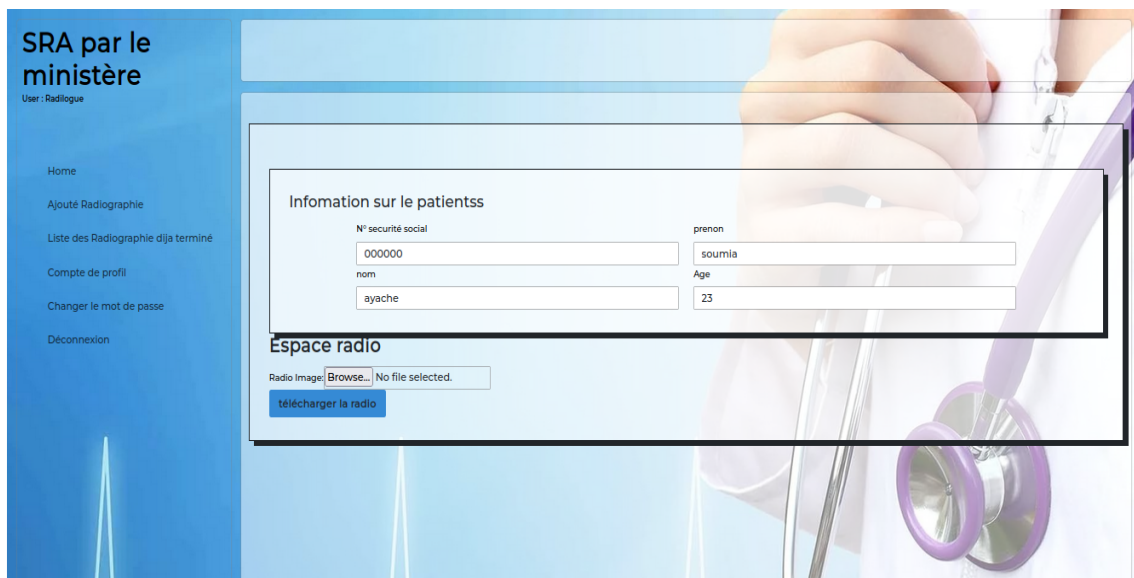 SRA par le
ministère
User : Radilogue
Home
Ajouté Radiographie
Liste des Radiographie dija terminé
Compte de profil
Changer le mot de passe
Déconnexion
Infomation sur le patientss
N° securité social
prenon
000000
soumia
nom
Age
ayache
23
Espace radio
Radio Image: Browse... No file selected.
télécharger la radio